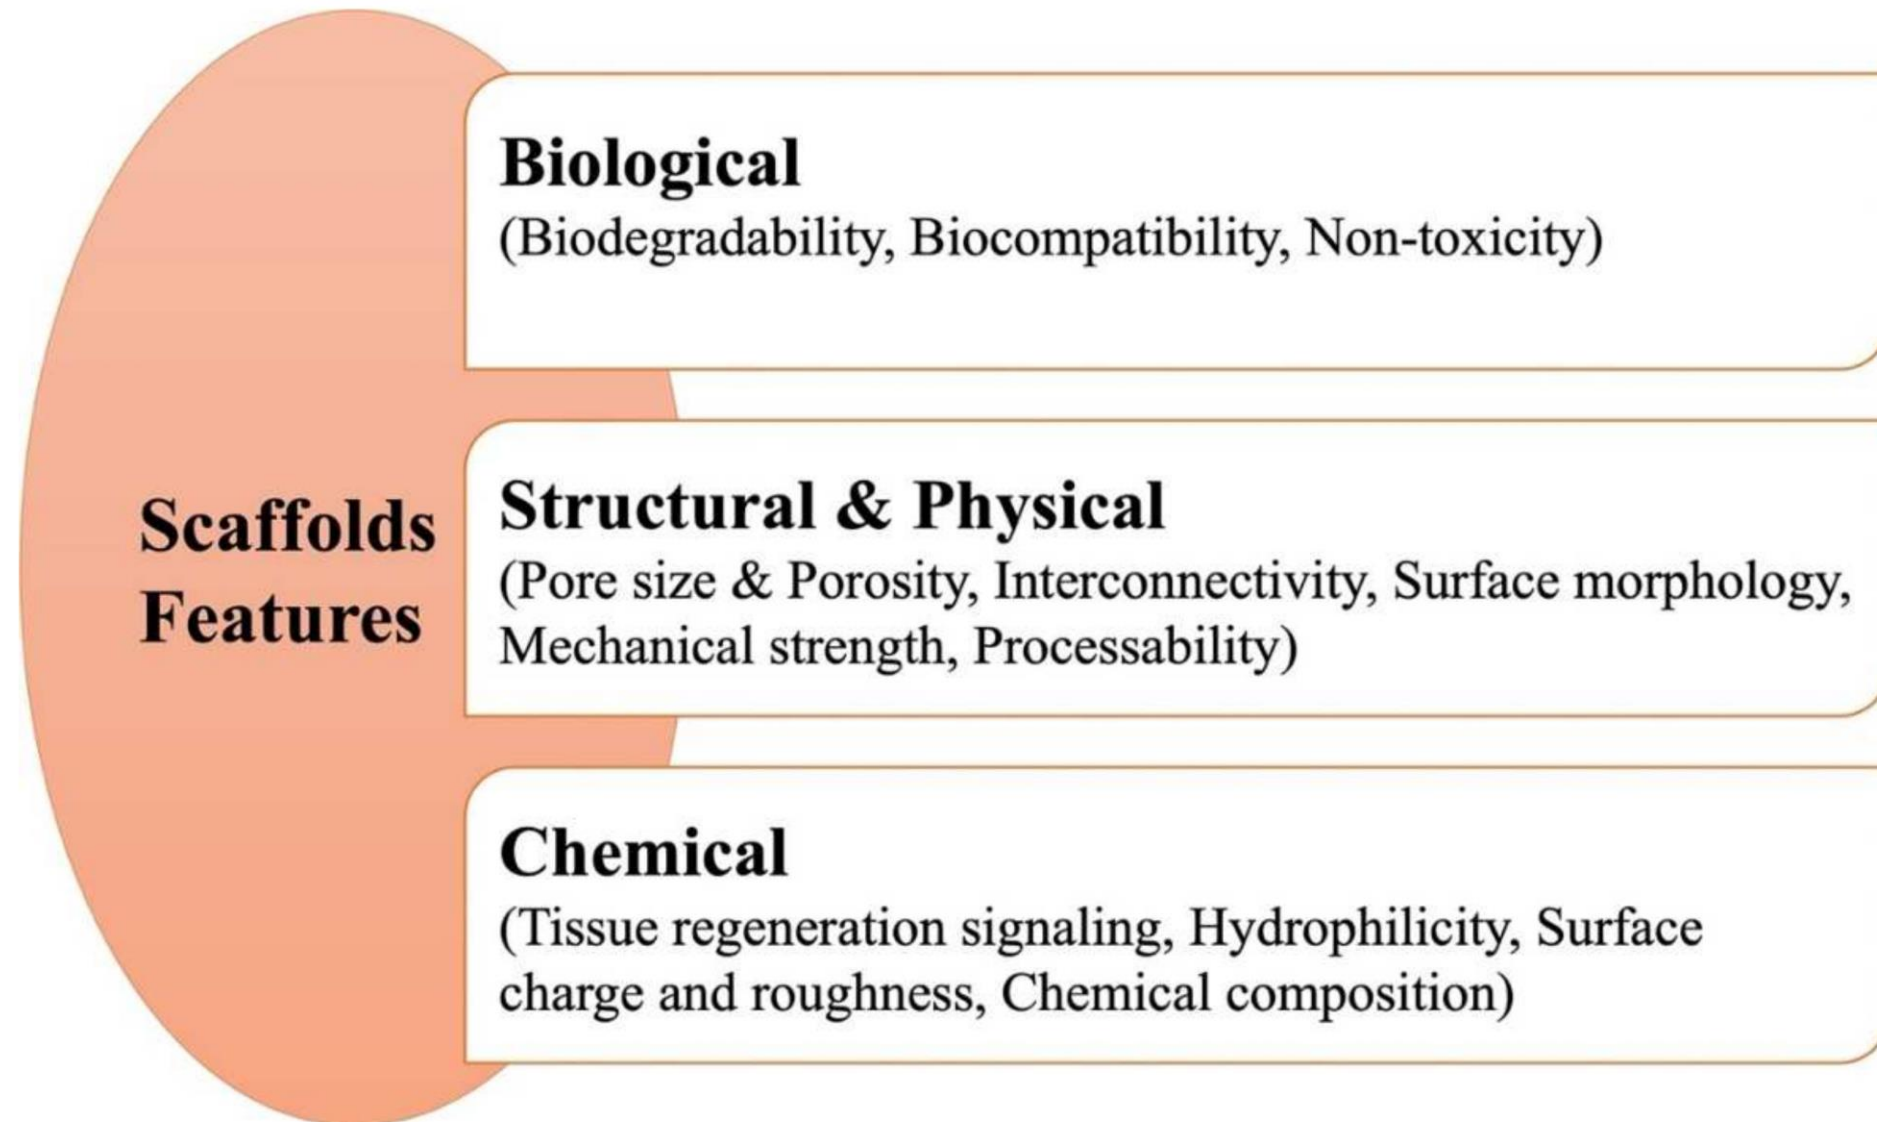 Scaffolds
Features
Biological
(Biodegradability, Biocompatibility, Non-toxicity)
Structural & Physical
(Pore size & Porosity, Interconnectivity, Surface morphology,
Mechanical strength, Processability)
Chemical
(Tissue regeneration signaling, Hydrophilicity, Surface
charge and roughness, Chemical composition)